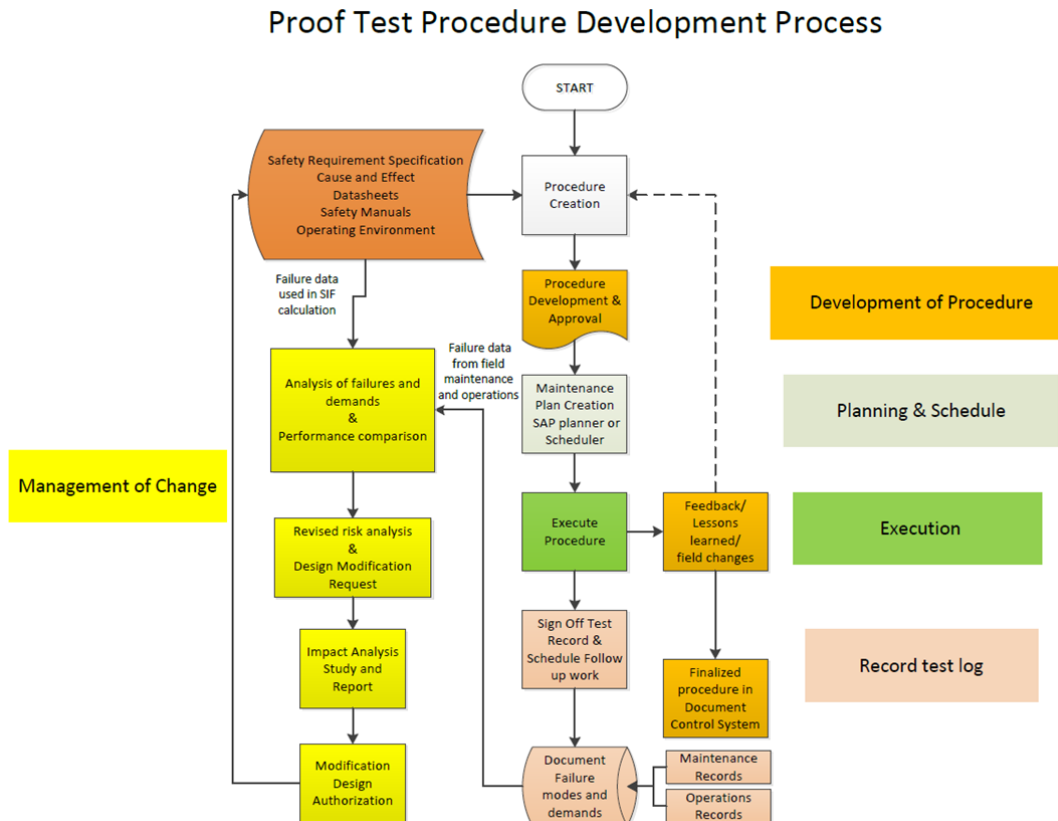 Proof Test Procedure Development Process
START
Safety Requirement Specification
Cause and Effect
Datasheets
Safety Manuals
Operating Environment
Procedure
Creation
Failure data
used in SIF
calculation
Procedure
Development &
Approval
Development of Procedure
Failure data
from field
maintenance
and operations
Analysis of failures and
demands
&
Performance comparison
Maintenance
Plan Creation
SAP planner or
Scheduler
Planning & Schedule
Management of Change
Revised risk analysis
&
Design Modification
Request
Execute
Procedure
Feedback/
Lessons
learned/
field changes
Execution
Impact Analysis
Study and
Report
Sign Off Test
Record &
Schedule Follow
up work
Finalized
procedure in
Document
Control System
Record test log
Modification
Design
Authorization
Document
Failure
modes and
demands
Maintenance
Records
Operations
Records